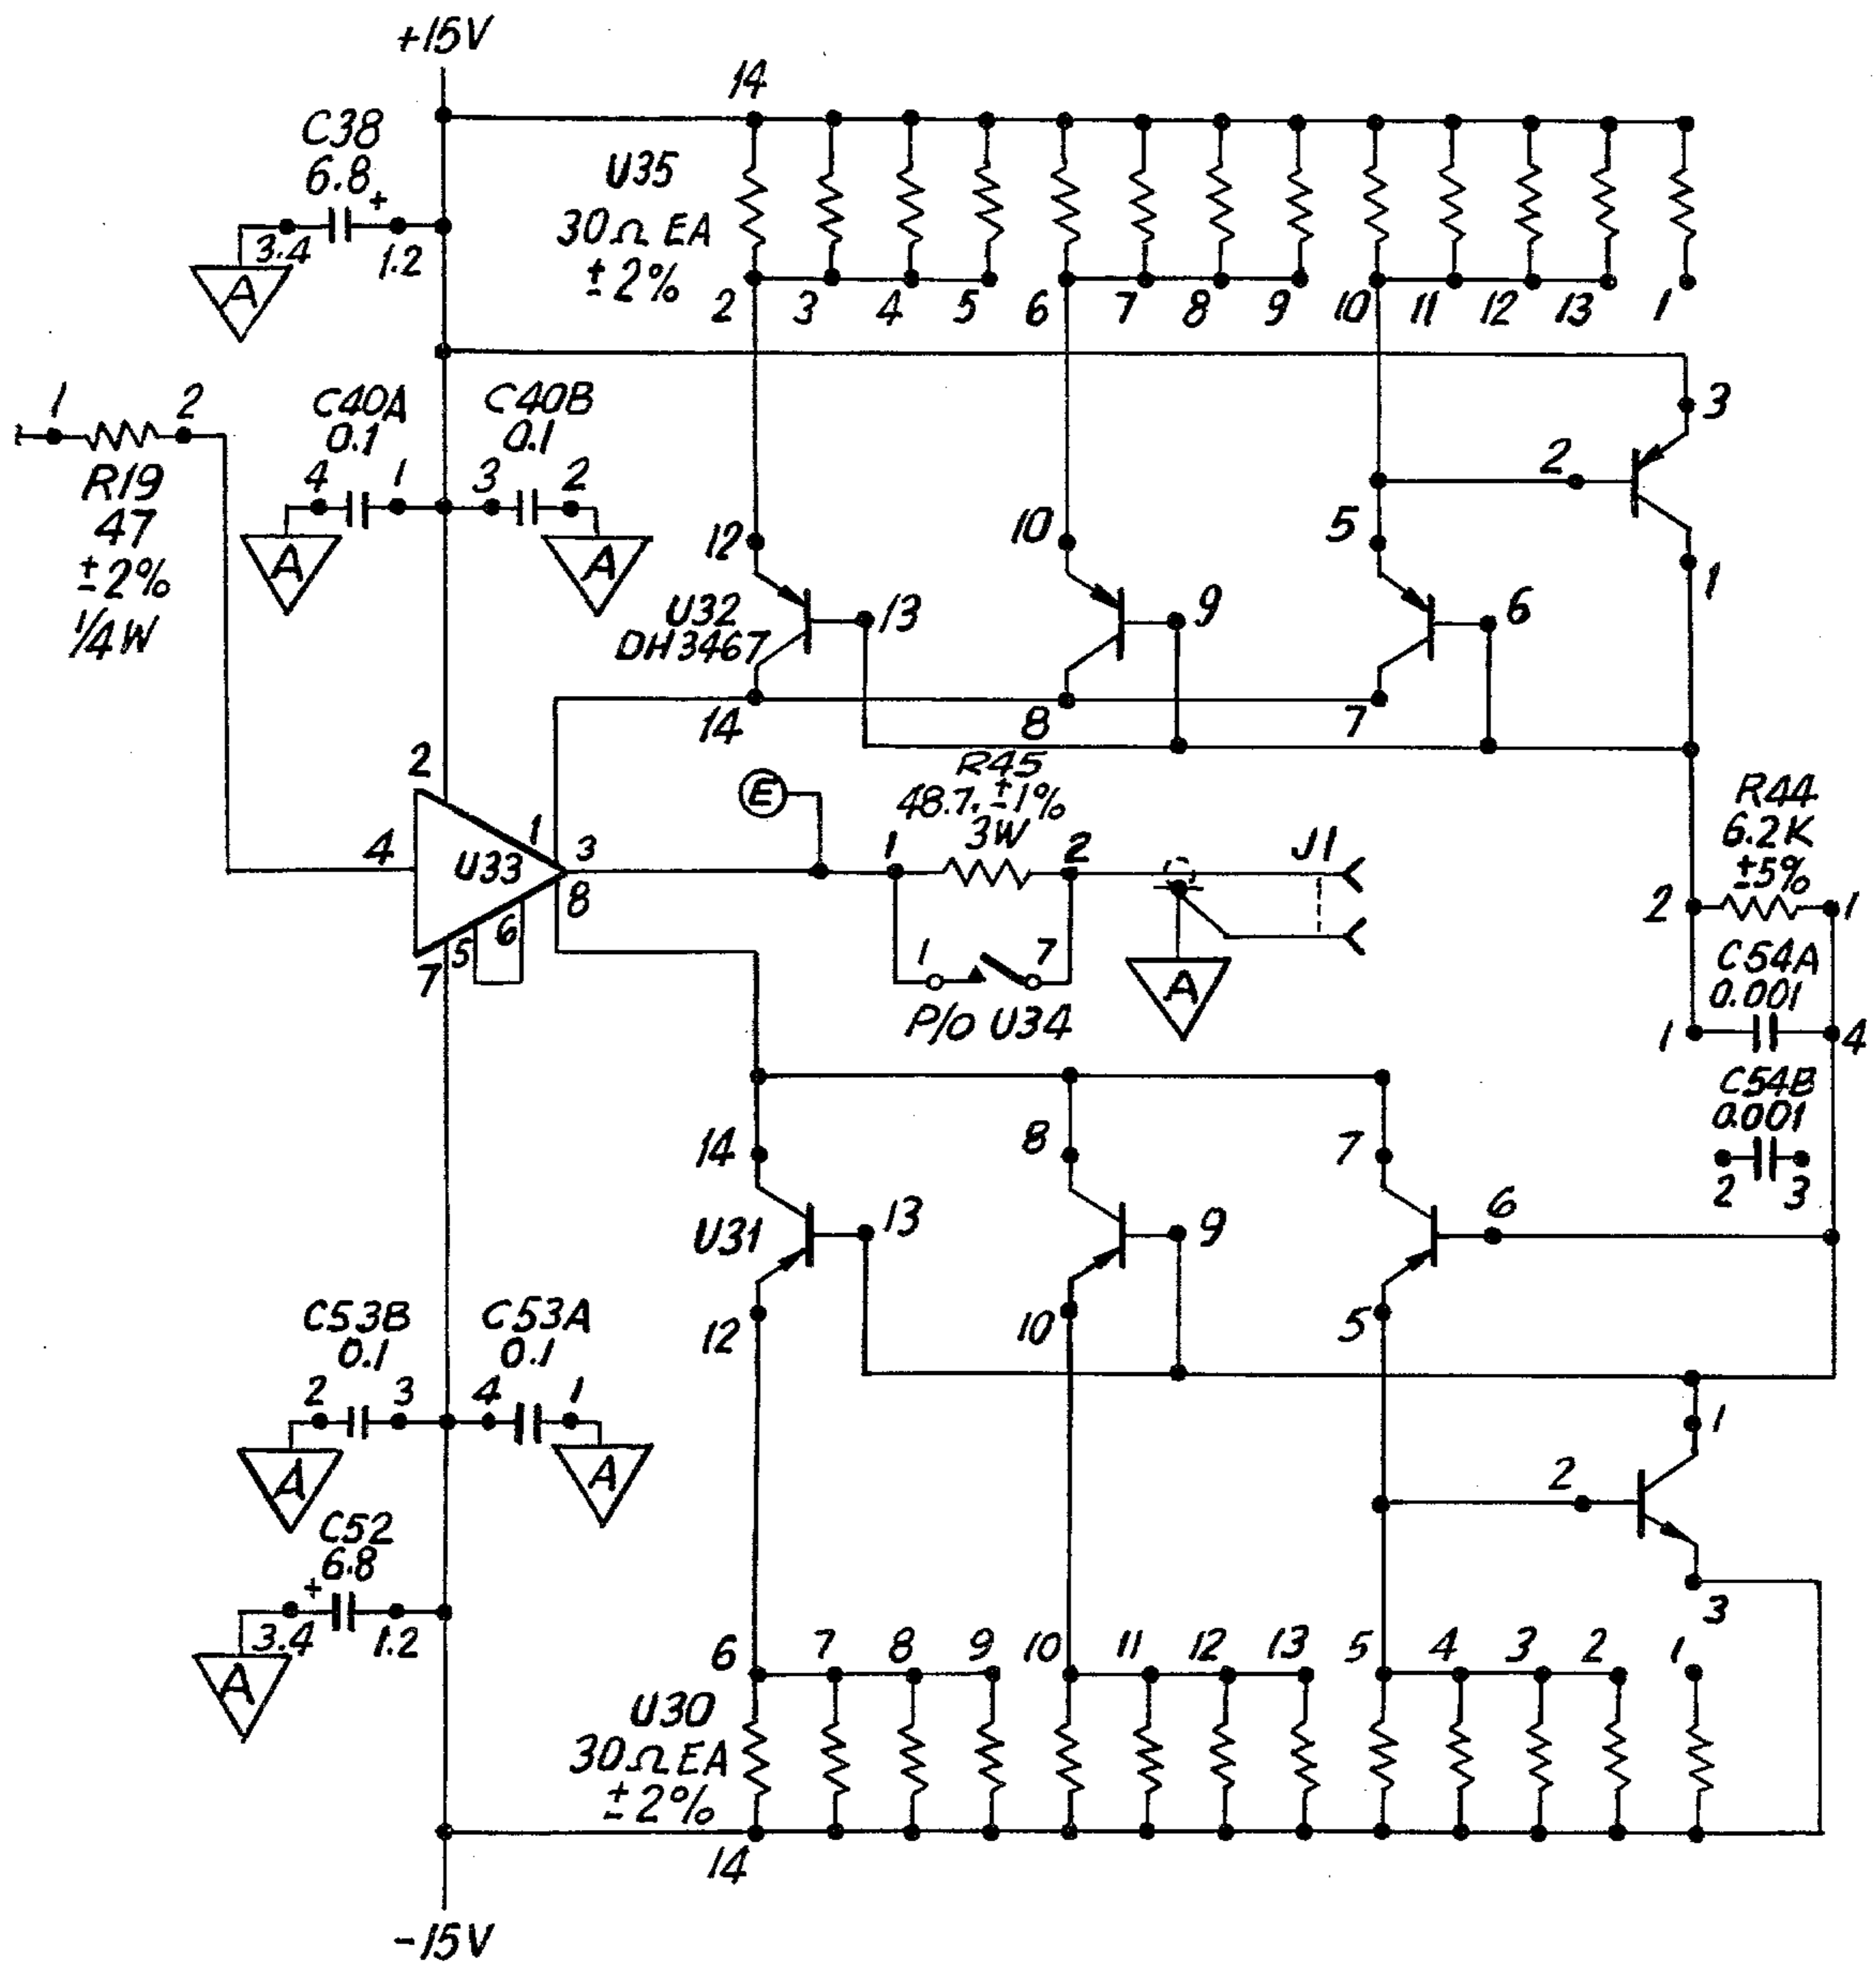 +15V
14
C38
6.8
+
3.4
1.2
A
U35
30Ω EA
±2%
2 3 4 5 6 7 8 9 10 11 12 13 1
1
2
R19
47
±2%
1/4W
C40A
0.1
4
1
C40B
0.1
3
2
A
A
3
2
1
12
10
5
U32
DH3467
13
9
6
14
8
7
2
4
U33
1
3
8
5
6
7
E
R45
48.7, ±1%
3W
1
2
J1
1
7
P/O U34
A
R44
6.2K
±5%
2
1
C54A
0.001
1
4
C54B
0.001
2
3
14
8
7
U31
13
9
6
12
10
5
C53B
0.1
2
3
C53A
0.1
4
1
A
A
1
2
3
C52
6.8
+
3.4
1.2
A
6 7 8 9 10 11 12 13 5 4 3 2 1
U30
30Ω EA
±2%
14
-15V